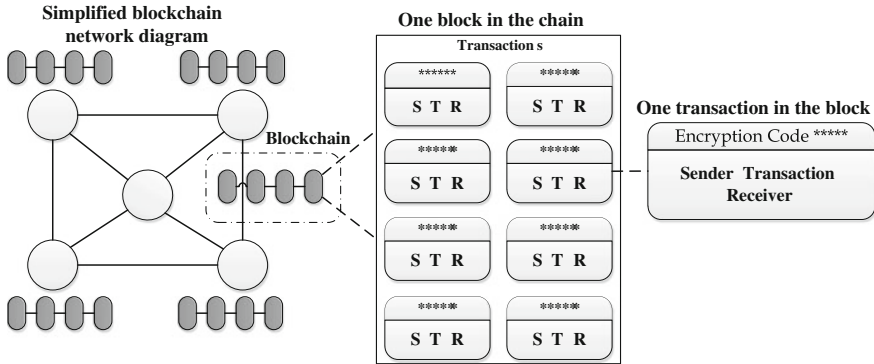 Simplified blockchain
network diagram
Blockchain
One block in the chain
Transaction s
****** ******
S T R S T R
****** ******
S T R S T R
****** ******
S T R S T R
****** ******
S T R S T R
One transaction in the block
Encryption Code *****
Sender Transaction
Receiver